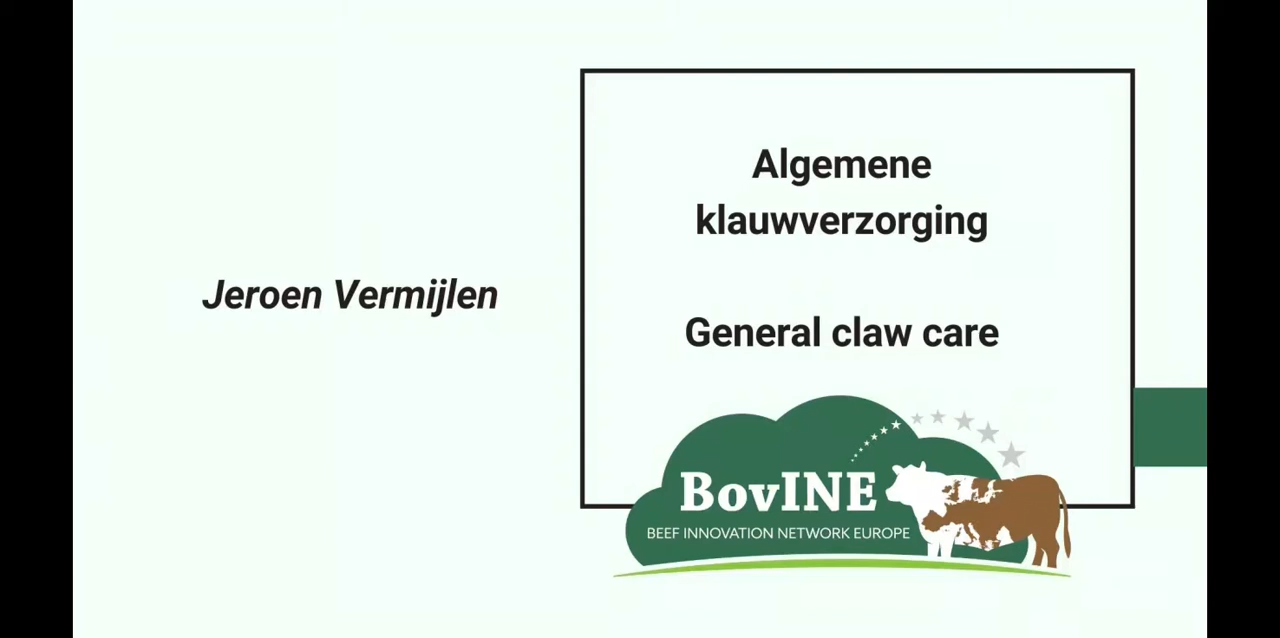 Jeroen Vermijlen
Algemene
klauwverzorging
General claw care
BovINE
BEEF INNOVATION NETWORK EUROPE